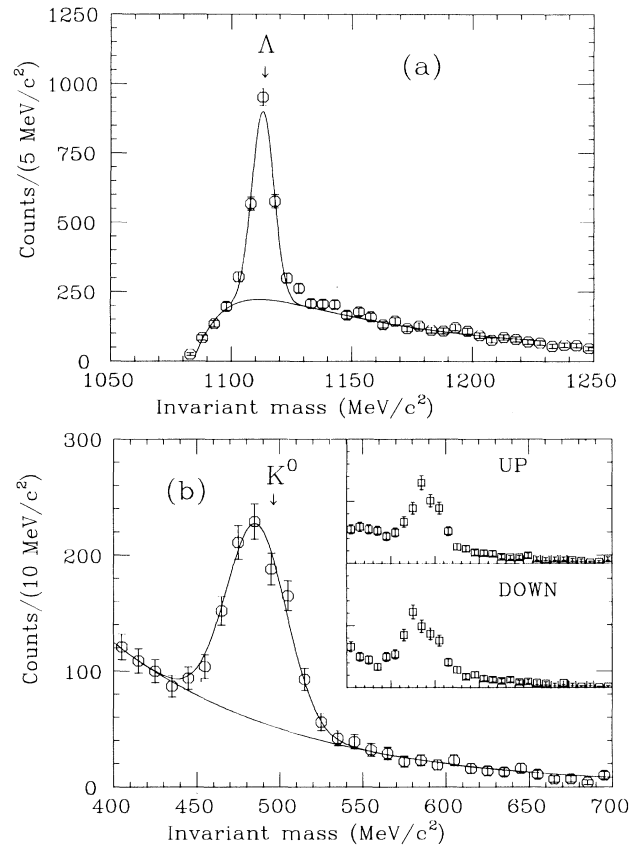 1250
1000
750
500
250
0
Counts/(5 MeV/c²)
Λ
↓
(a)
1050 1100 1150 1200 1250
Invariant mass (MeV/c²)
300
200
100
0
Counts/(10 MeV/c²)
(b)
K⁰
↓
UP
DOWN
400 450 500 550 600 650 700
Invariant mass (MeV/c²)